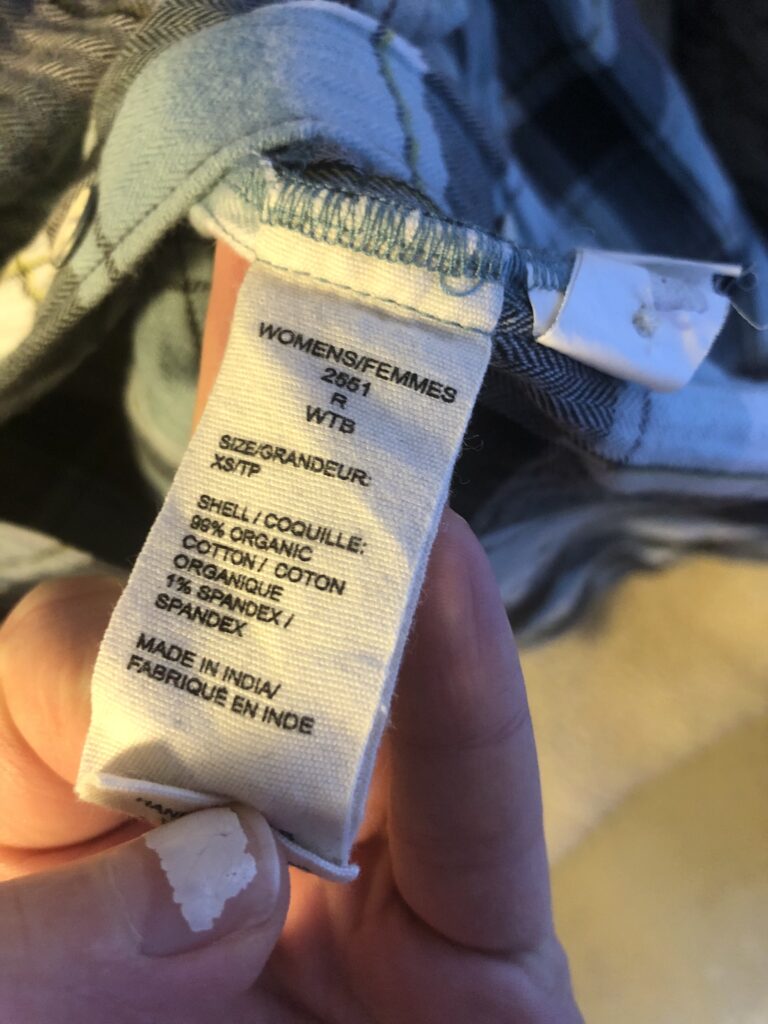 WOMENS/FEMMES
2551
R
WTB
SIZE/GRANDEUR:
XS/TP
SHELL / COQUILLE:
99% ORGANIC
COTTON / COTON
ORGANIQUE
1% SPANDEX /
SPANDEX
MADE IN INDIA/
FABRIQUÉ EN INDE